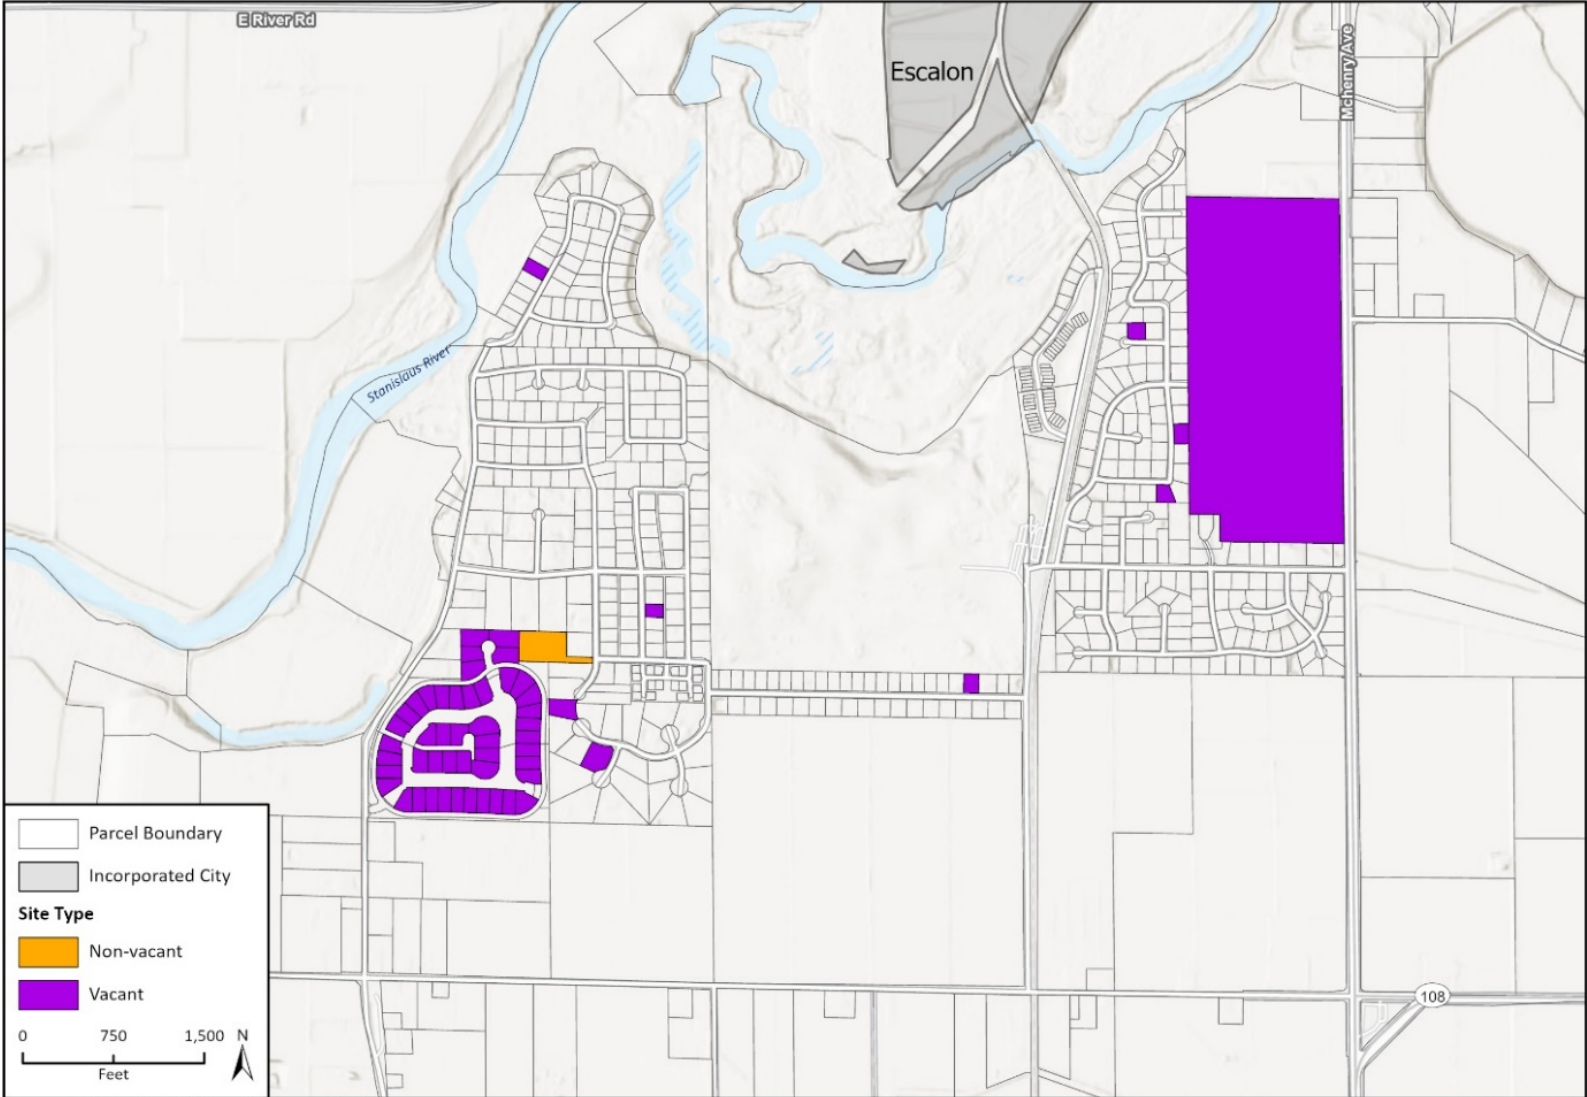 E River Rd
Escalon
Mchenry Ave
Stanislaus River
Parcel Boundary
Incorporated City
Site Type
Non-vacant
Vacant
0 750 1,500 N
Feet
108